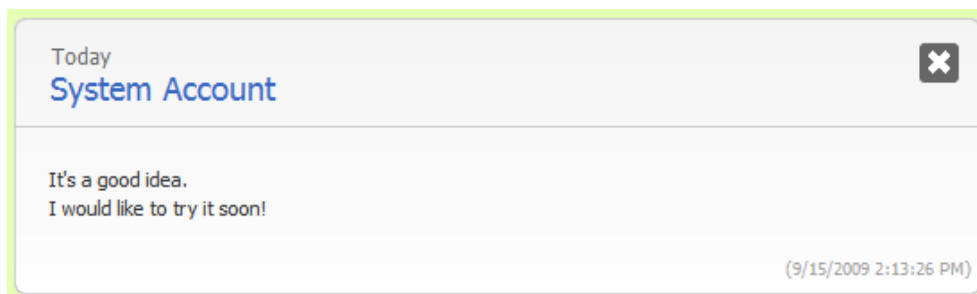 Today
System Account
It's a good idea.
I would like to try it soon!
(9/15/2009 2:13:26 PM)